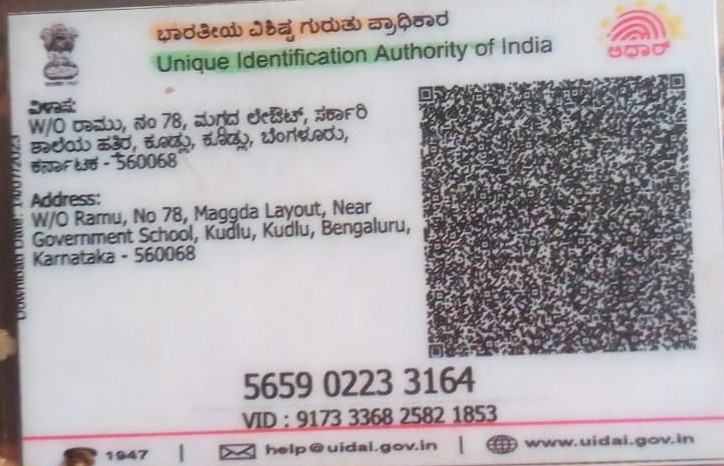 ಭಾರತೀಯ ವಿಶಿಷ್ಟ ಗುರುತು ಪ್ರಾಧಿಕಾರ
Unique Identification Authority of India
ಆಧಾರ್
ವಿಳಾಸ:
W/O ರಾಮು, ನಂ 78, ಮಗ್ಗದ ಲೇಔಟ್, ಸರ್ಕಾರಿ
ಶಾಲೆಯ ಹತ್ತಿರ, ಕೂಡ್ಲು, ಕೂಡ್ಲು, ಬೆಂಗಳೂರು,
ಕರ್ನಾಟಕ - 560068
Address:
W/O Ramu, No 78, Maggda Layout, Near
Government School, Kudlu, Kudlu, Bengaluru,
Karnataka - 560068
Download Date:
5659 0223 3164
VID : 9173 3368 2582 1853
1947 | help@uidai.gov.in | www.uidai.gov.in